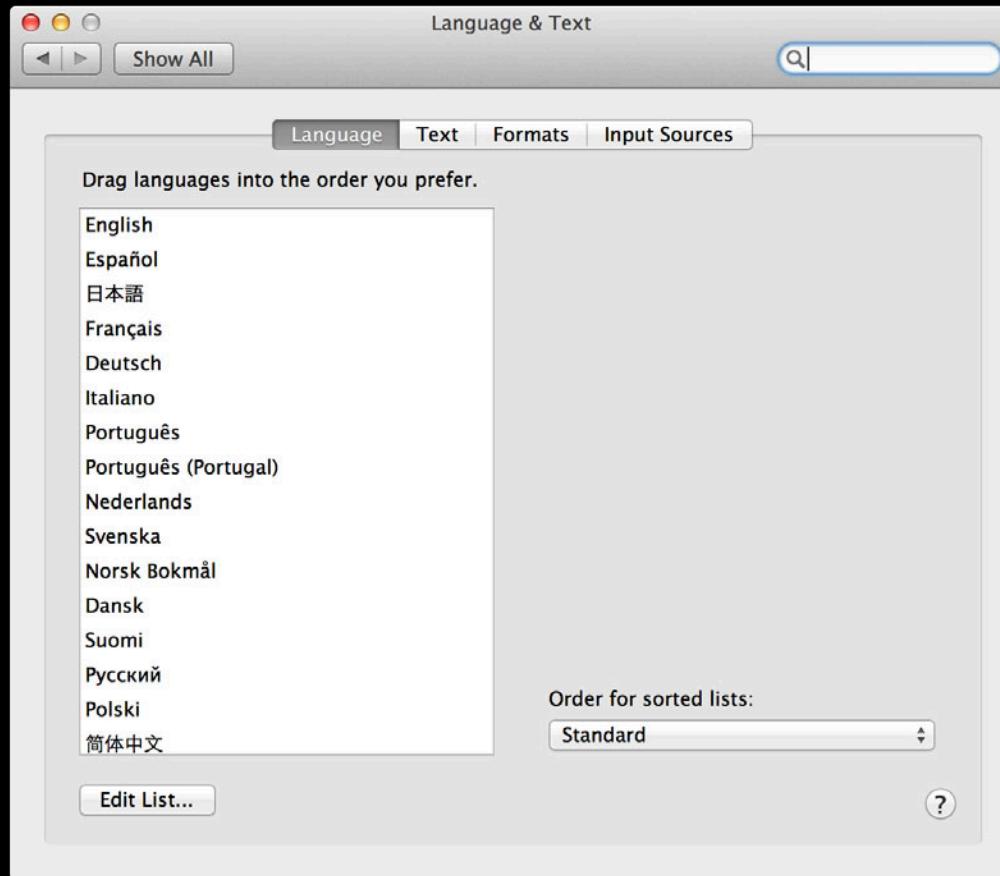 Language & Text
Show All
Language Text Formats Input Sources
Drag languages into the order you prefer.
English
Español
日本語
Français
Deutsch
Italiano
Português
Português (Portugal)
Nederlands
Svenska
Norsk Bokmål
Dansk
Suomi
Русский
Polski
简体中文
Order for sorted lists:
Standard
Edit List...
?